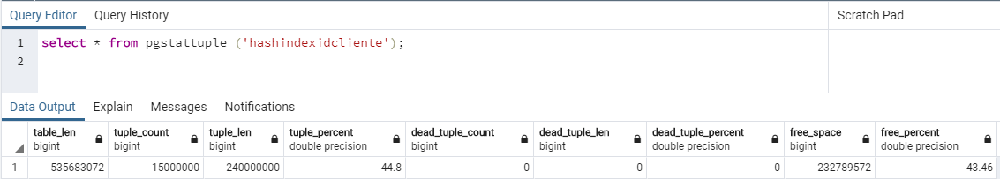 Query Editor Query History Scratch Pad
1 select * from pgstattuple ('hashindexidcliente');
2
Data Output Explain Messages Notifications
table_len tuple_count tuple_len tuple_percent dead_tuple_count dead_tuple_len dead_tuple_percent free_space free_percent
bigint bigint bigint double precision bigint bigint double precision bigint double precision
1 535683072 15000000 240000000 44.8 0 0 0 232789572 43.46